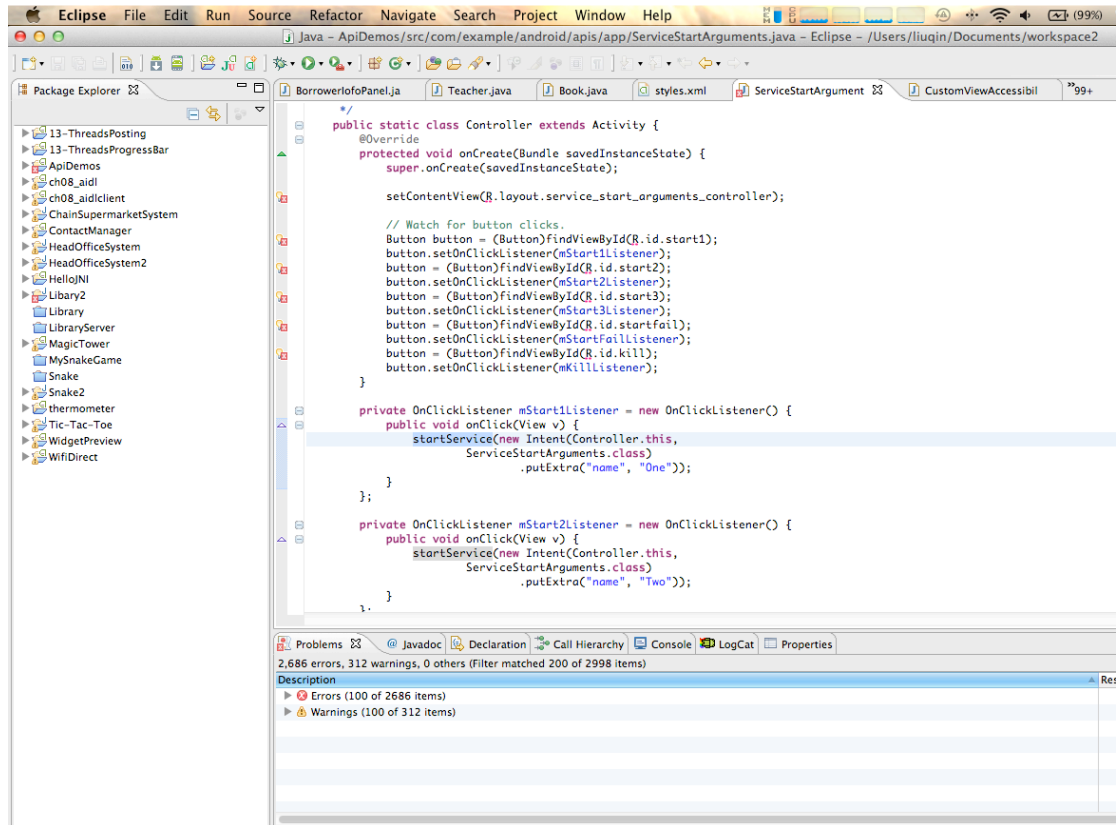 Eclipse File Edit Run Source Refactor Navigate Search Project Window Help (99%)
Java – ApiDemos/src/com/example/android/apis/app/ServiceStartArguments.java – Eclipse – /Users/liuqin/Documents/workspace2
Package Explorer
BorrowerIofoPanel.ja Teacher.java Book.java styles.xml ServiceStartArgument CustomViewAccessibil »99+
13-ThreadsPosting
13-ThreadsProgressBar
ApiDemos
ch08_aidl
ch08_aidlclient
ChainSupermarketSystem
ContactManager
HeadOfficeSystem
HeadOfficeSystem2
HelloJNI
Libary2
Library
LibraryServer
MagicTower
MySnakeGame
Snake
Snake2
thermometer
Tic-Tac-Toe
WidgetPreview
WifiDirect
*/
public static class Controller extends Activity {
@Override
protected void onCreate(Bundle savedInstanceState) {
super.onCreate(savedInstanceState);
setContentView(R.layout.service_start_arguments_controller);
// Watch for button clicks.
Button button = (Button)findViewById(R.id.start1);
button.setOnClickListener(mStart1Listener);
button = (Button)findViewById(R.id.start2);
button.setOnClickListener(mStart2Listener);
button = (Button)findViewById(R.id.start3);
button.setOnClickListener(mStart3Listener);
button = (Button)findViewById(R.id.startfail);
button.setOnClickListener(mStartFailListener);
button = (Button)findViewById(R.id.kill);
button.setOnClickListener(mKillListener);
}
private OnClickListener mStart1Listener = new OnClickListener() {
public void onClick(View v) {
startService(new Intent(Controller.this,
ServiceStartArguments.class)
.putExtra("name", "One"));
}
};
private OnClickListener mStart2Listener = new OnClickListener() {
public void onClick(View v) {
startService(new Intent(Controller.this,
ServiceStartArguments.class)
.putExtra("name", "Two"));
}
};
Problems @ Javadoc Declaration Call Hierarchy Console LogCat Properties
2,686 errors, 312 warnings, 0 others (Filter matched 200 of 2998 items)
Description Res
Errors (100 of 2686 items)
Warnings (100 of 312 items)